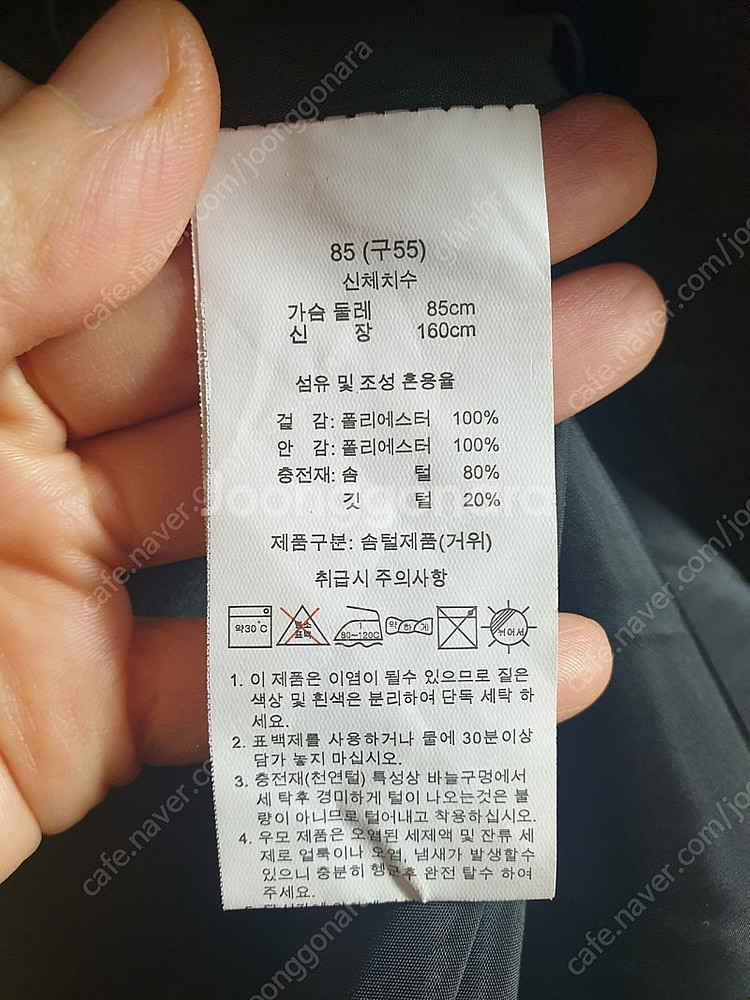 85 (구55)
신체치수
가슴 둘레 85cm
신 장 160cm
섬유 및 조성 혼용율
겉 감: 폴리에스터 100%
안 감: 폴리에스터 100%
충전재: 솜 털 80%
깃 털 20%
제품구분: 솜털제품(거위)
취급시 주의사항
약30℃ 염소 표백 80~120C 약하게 뉘어서
1. 이 제품은 이염이 될수 있으므로 짙은
색상 및 흰색은 분리하여 단독 세탁 하
세요.
2. 표백제를 사용하거나 물에 30분이상
담가 놓지 마십시오.
3. 충전재(천연털) 특성상 바늘구멍에서
세 탁후 경미하게 털이 나오는것은 불
량이 아니므로 털어내고 착용하십시오.
4. 우모 제품은 오염된 세제액 및 잔류 세
제로 얼룩이나 오염, 냄새가 발생할수
있으니 충분히 헹군후 완전 탈수 하여
주세요.
Joonggonara
cafe.naver.com/joonggonara